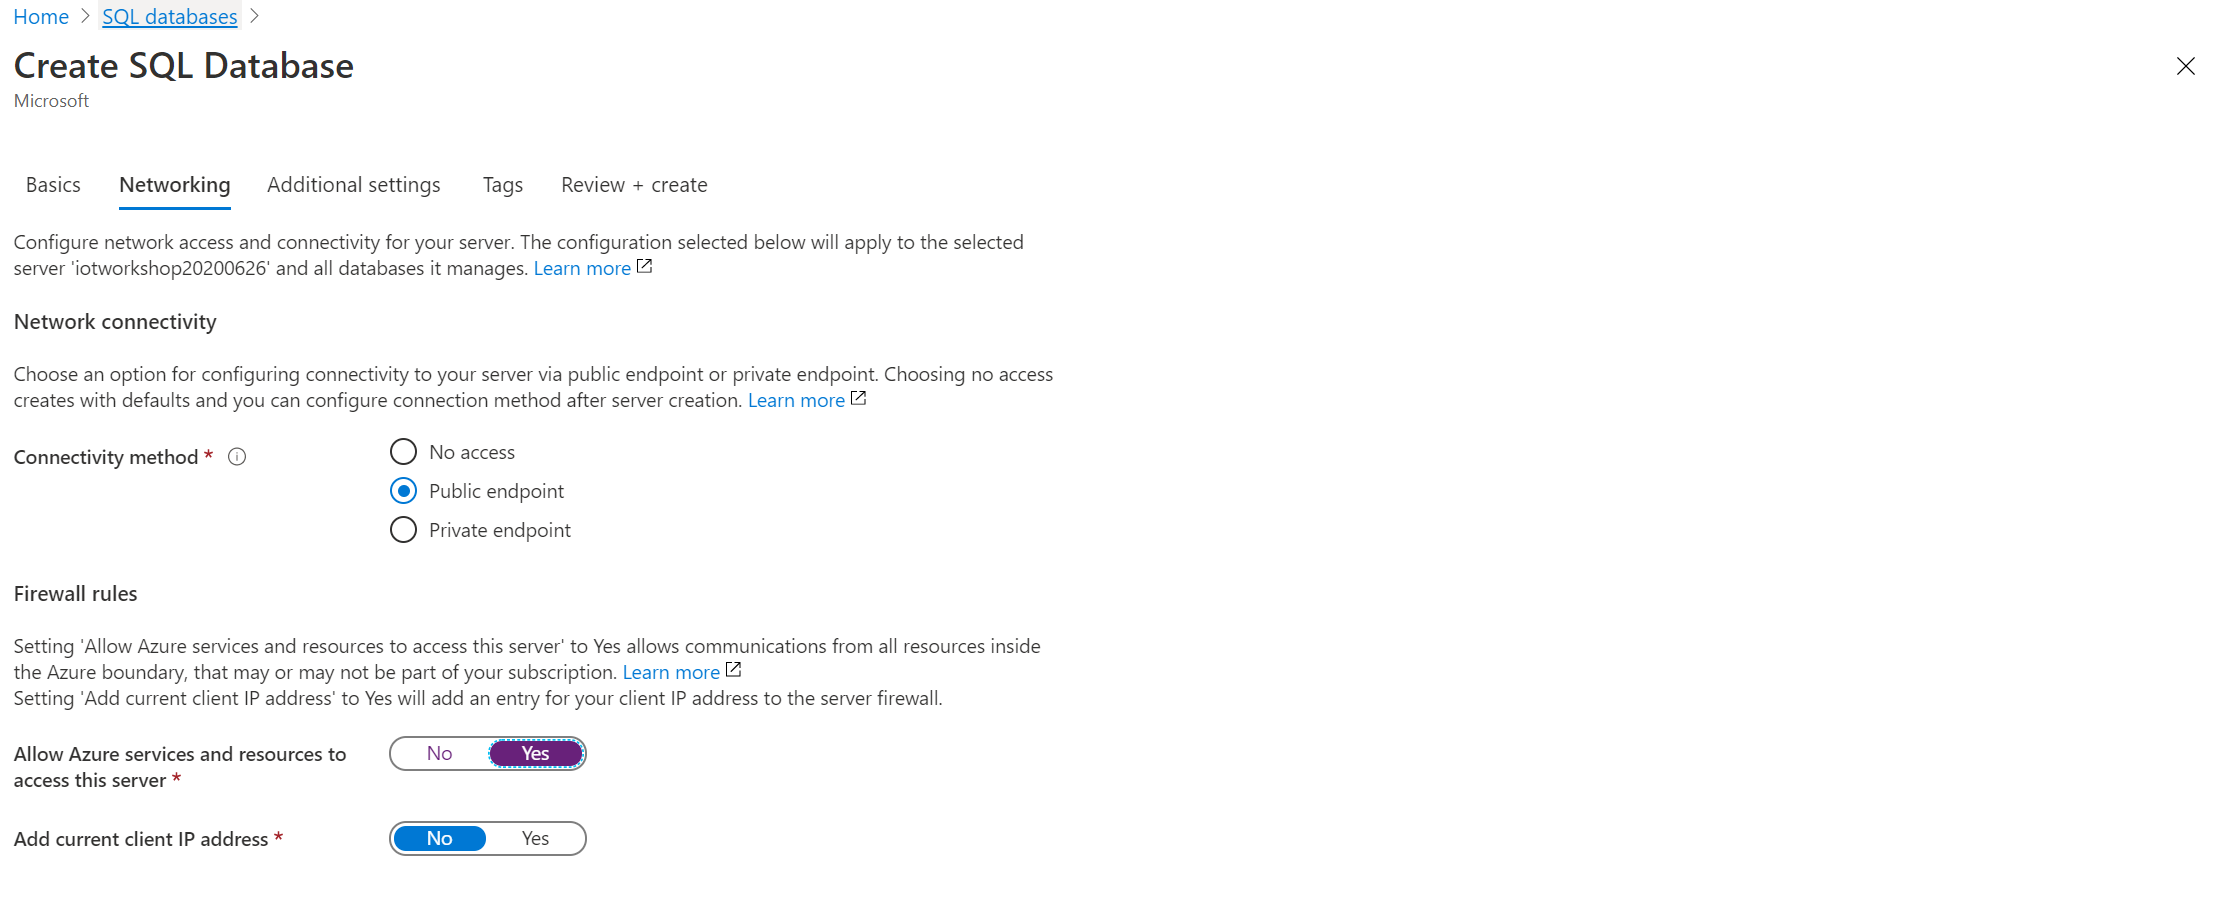 Home > SQL databases >
Create SQL Database
Microsoft
Basics Networking Additional settings Tags Review + create
Configure network access and connectivity for your server. The configuration selected below will apply to the selected
server 'iotworkshop20200626' and all databases it manages. Learn more
Network connectivity
Choose an option for configuring connectivity to your server via public endpoint or private endpoint. Choosing no access
creates with defaults and you can configure connection method after server creation. Learn more
Connectivity method *
No access
Public endpoint
Private endpoint
Firewall rules
Setting 'Allow Azure services and resources to access this server' to Yes allows communications from all resources inside
the Azure boundary, that may or may not be part of your subscription. Learn more
Setting 'Add current client IP address' to Yes will add an entry for your client IP address to the server firewall.
Allow Azure services and resources to
access this server *
No Yes
Add current client IP address *
No Yes